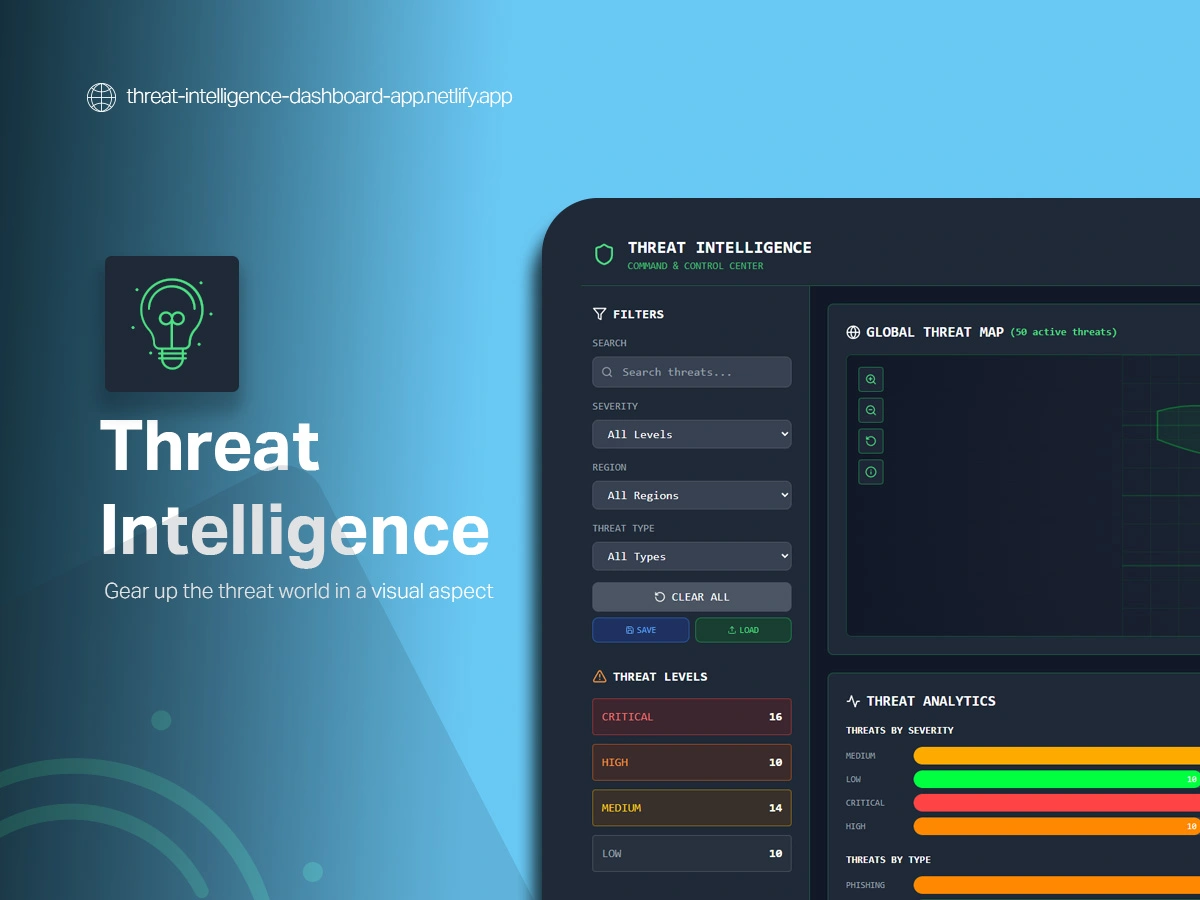 threat-intelligence-dashboard-app.netlify.app
Threat
Intelligence
Gear up the threat world in a visual aspect
THREAT INTELLIGENCE
COMMAND & CONTROL CENTER
FILTERS
SEARCH
Search threats...
SEVERITY
All Levels
REGION
All Regions
THREAT TYPE
All Types
CLEAR ALL
SAVE LOAD
THREAT LEVELS
CRITICAL 16
HIGH 10
MEDIUM 14
LOW 10
GLOBAL THREAT MAP (50 active threats)
THREAT ANALYTICS
THREATS BY SEVERITY
MEDIUM
LOW 10
CRITICAL
HIGH 10
THREATS BY TYPE
PHISHING